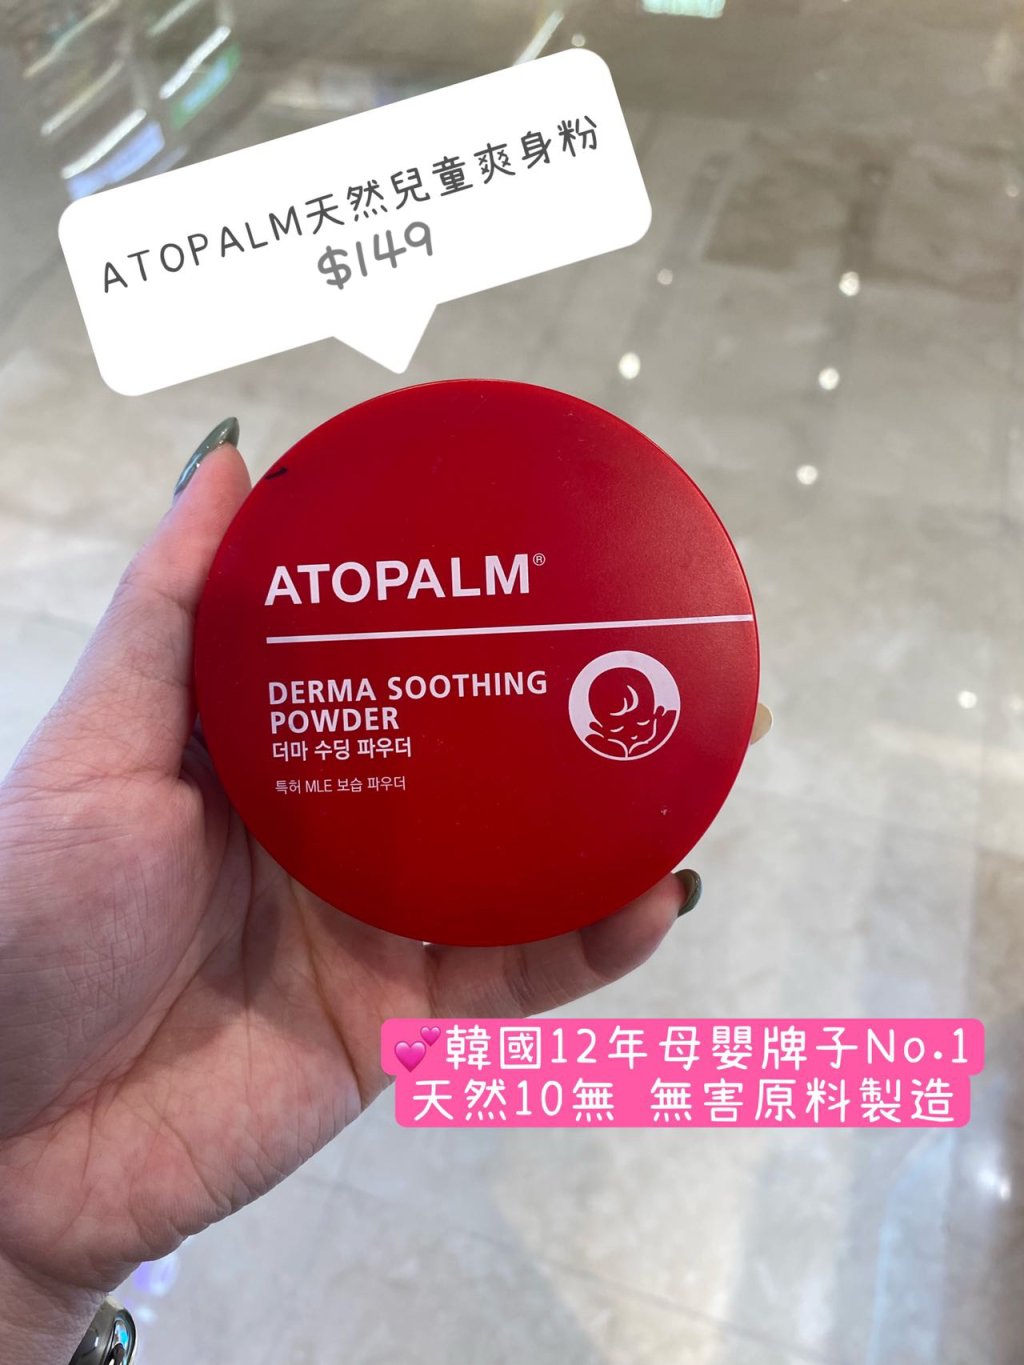 ATOPALM天然兒童爽身粉
$149
ATOPALM®
DERMA SOOTHING
POWDER
더마 수딩 파우더
특허 MLE 보습 파우더
💕韓國12年母嬰牌子No.1
天然10無 無害原料製造